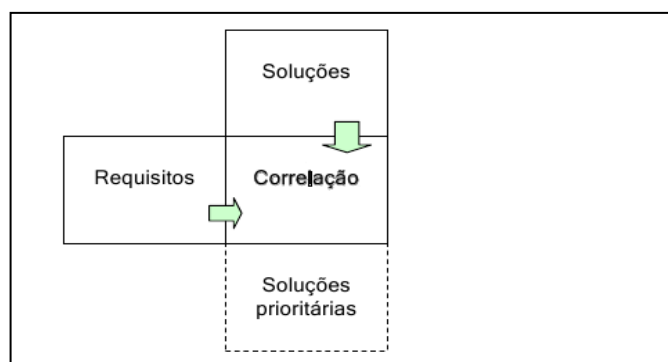 Soluções
Requisitos
Correlação
Soluções
prioritárias